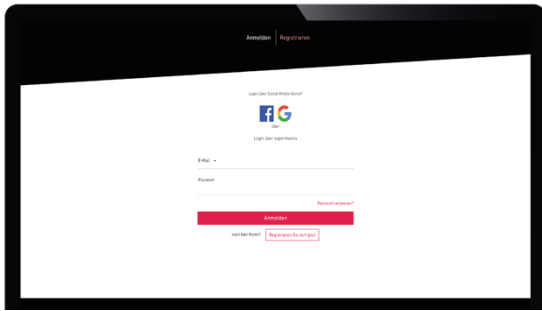 Anmelden Registrieren
Login über Social Media-Konto?
Oder
Login über
E-Mail
Passwort
Passwort vergessen?
Anmelden
noch kein Konto? Registrieren Sie sich jetzt